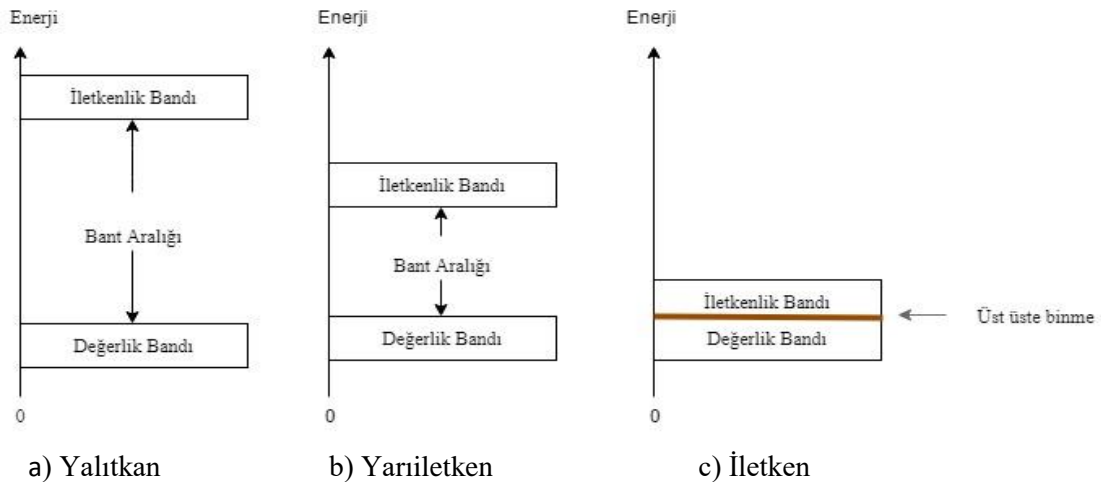 Enerji
İletkenlik Bandı
Bant Aralığı
Değerlik Bandı
0
a) Yalıtkan
Enerji
İletkenlik Bandı
Bant Aralığı
Değerlik Bandı
0
b) Yarıiletken
Enerji
İletkenlik Bandı
Üst üste binme
Değerlik Bandı
0
c) İletken